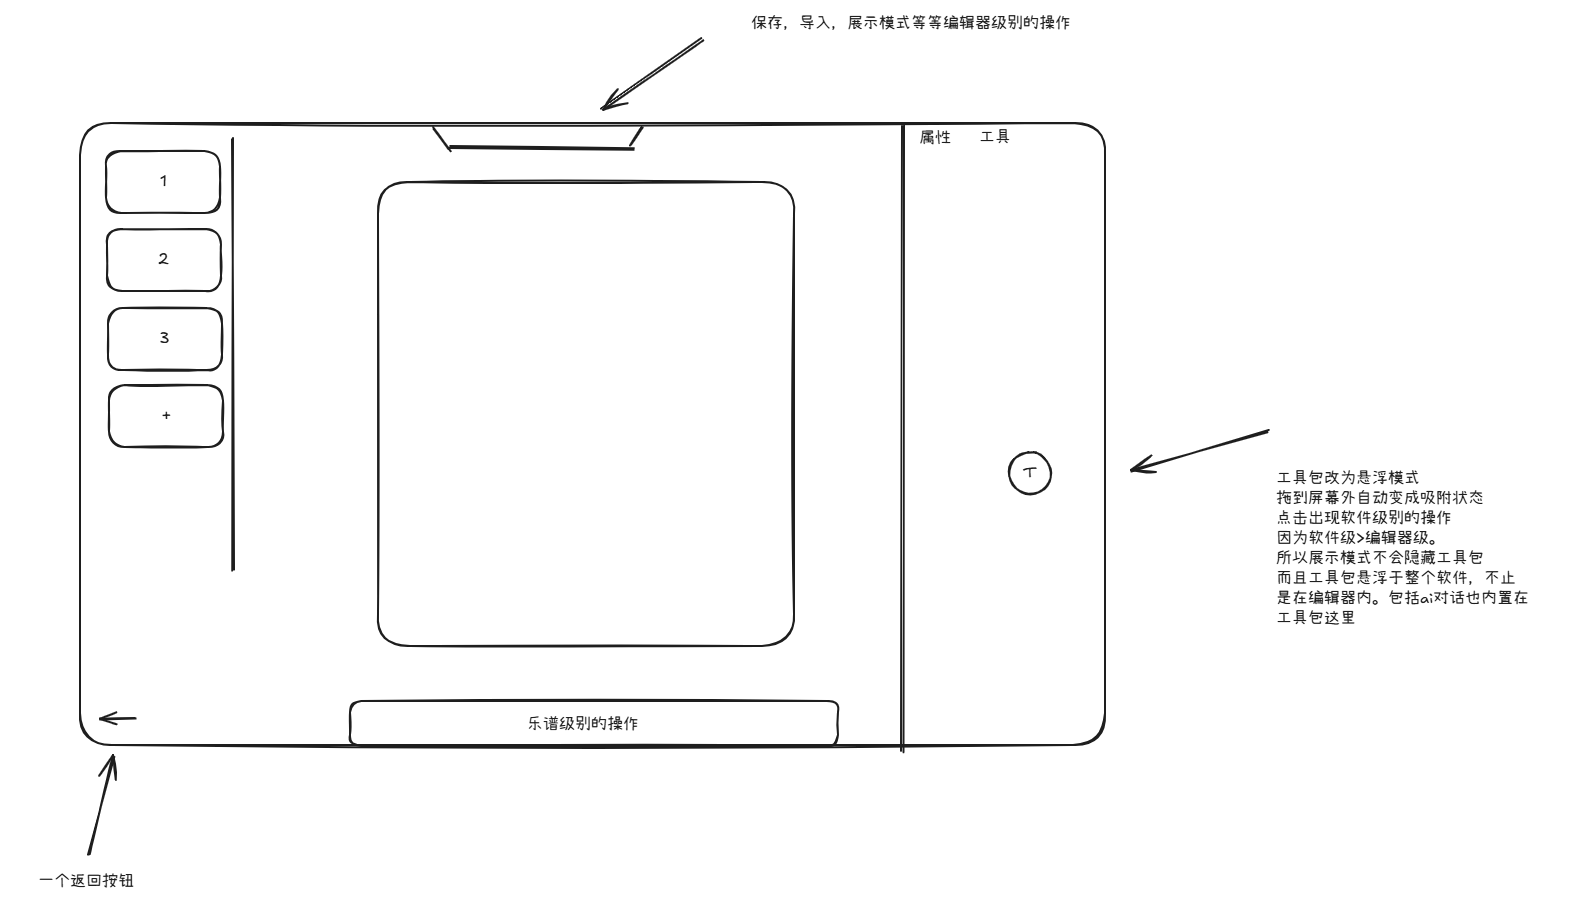 保存，导入，展示模式等等编辑器级别的操作
属性
工具
1
2
3
+
T
工具包改为悬浮模式
拖到屏幕外自动变成吸附状态
点击出现软件级别的操作
因为软件级>编辑器级。
所以展示模式不会隐藏工具包
而且工具包悬浮于整个软件，不止
是在编辑器内。包括ai对话也内置在
工具包这里
乐谱级别的操作
一个返回按钮